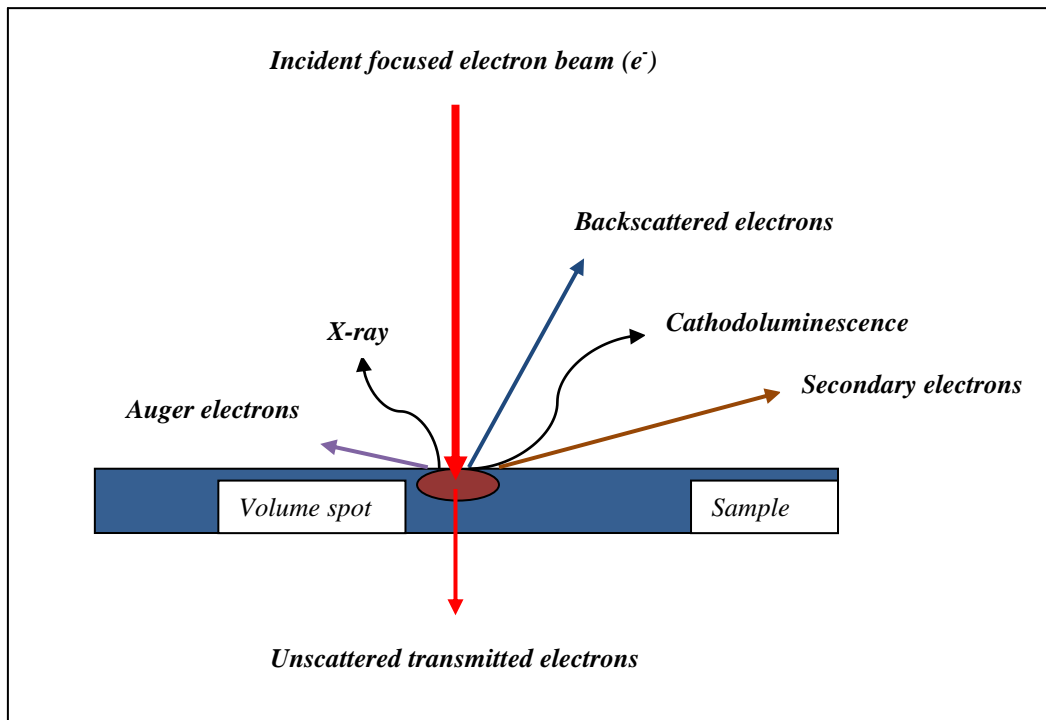 Incident focused electron beam (e⁻)
Backscattered electrons
Cathodoluminescence
X-ray
Secondary electrons
Auger electrons
Volume spot
Sample
Unscattered transmitted electrons